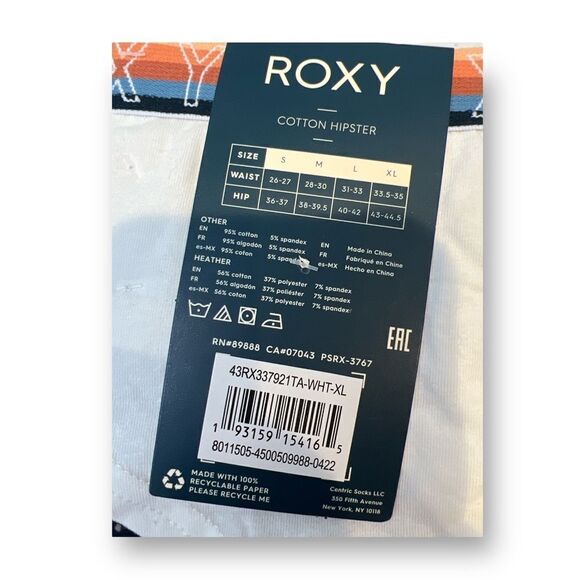 X Y
ROXY
COTTON HIPSTER
SIZE S M L XL
WAIST 26-27 28-30 31-33 33.5-35
HIP 36-37 38-39.5 40-42 43-44.5
OTHER
EN 95% cotton 5% spandex EN Made in China
FR 95% algodón 5% spandex FR Fabriqué en China
es-MX 95% coton 5% spandex es-MX Hecho en China
HEATHER
EN 56% cotton 37% polyester 7% spandex
FR 56% algodón 37% poliéster 7% spandex
es-MX 56% coton 37% polyester 7% spandex
EAC
RN#89888 CA#07043 PSRX-3767
43RX337921TA-WHT-XL
1 93159 15416 5
8011505-4500509988-0422
MADE WITH 100%
RECYCLABLE PAPER
PLEASE RECYCLE ME
Centric Socks LLC
350 Fifth Avenue
New York, NY 10118